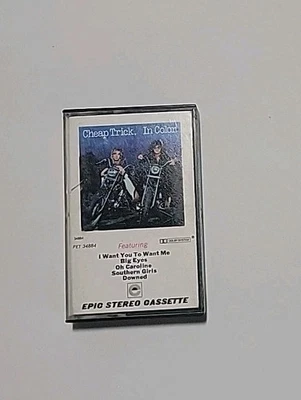 Cheap Trick. In Color
PET 34884
Featuring
I Want You To Want Me
Big Eyes
Oh Caroline
Southern Girls
Downed
EPIC STEREO CASSETTE